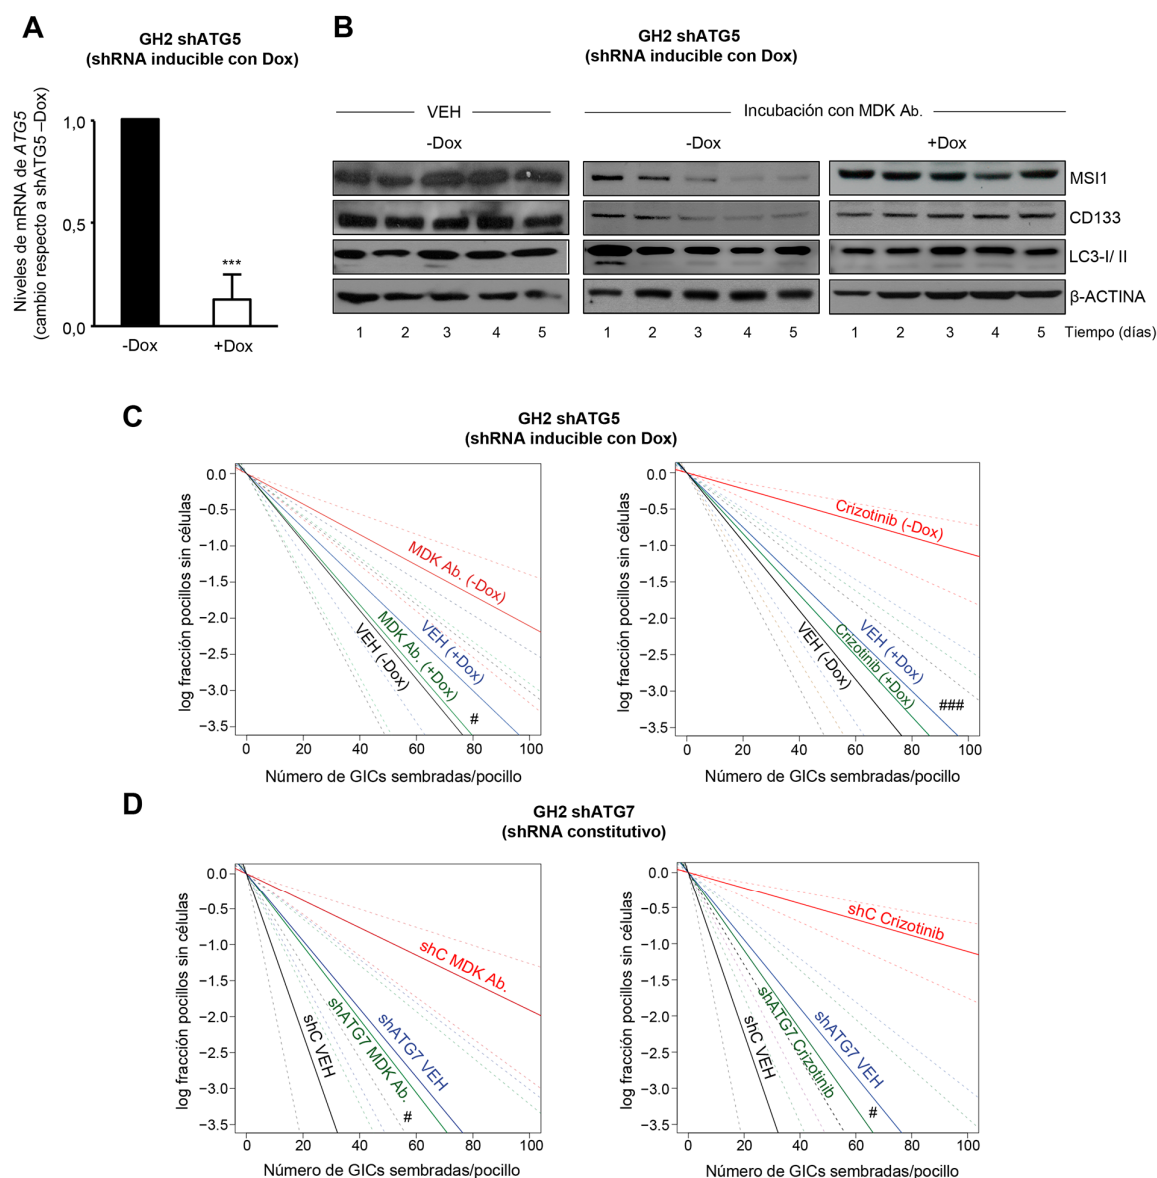 A
GH2 shATG5
(shRNA inducible con Dox)
Niveles de mRNA de ATG5
(cambio respecto a shATG5 –Dox)
1,0
0,5
0,0
***
-Dox
+Dox
B
GH2 shATG5
(shRNA inducible con Dox)
VEH
Incubación con MDK Ab.
-Dox
-Dox
+Dox
MSI1
CD133
LC3-I/ II
β-ACTINA
1 2 3 4 5
1 2 3 4 5
1 2 3 4 5
Tiempo (días)
C
GH2 shATG5
(shRNA inducible con Dox)
log fracción pocillos sin células
0.0
−0.5
−1.0
−1.5
−2.0
−2.5
−3.0
−3.5
MDK Ab. (-Dox)
VEH (+Dox)
MDK Ab. (+Dox)
VEH (-Dox)
#
0 20 40 60 80 100
Número de GICs sembradas/pocillo
log fracción pocillos sin células
0.0
−0.5
−1.0
−1.5
−2.0
−2.5
−3.0
−3.5
Crizotinib (-Dox)
VEH (+Dox)
Crizotinib (+Dox)
VEH (-Dox)
###
0 20 40 60 80 100
Número de GICs sembradas/pocillo
D
GH2 shATG7
(shRNA constitutivo)
log fracción pocillos sin células
0.0
−0.5
−1.0
−1.5
−2.0
−2.5
−3.0
−3.5
shC MDK Ab.
shATG7 VEH
shATG7 MDK Ab.
shC VEH
#
0 20 40 60 80 100
Número de GICs sembradas/pocillo
log fracción pocillos sin células
0.0
−0.5
−1.0
−1.5
−2.0
−2.5
−3.0
−3.5
shC Crizotinib
shATG7 VEH
shATG7 Crizotinib
shC VEH
#
0 20 40 60 80 100
Número de GICs sembradas/pocillo